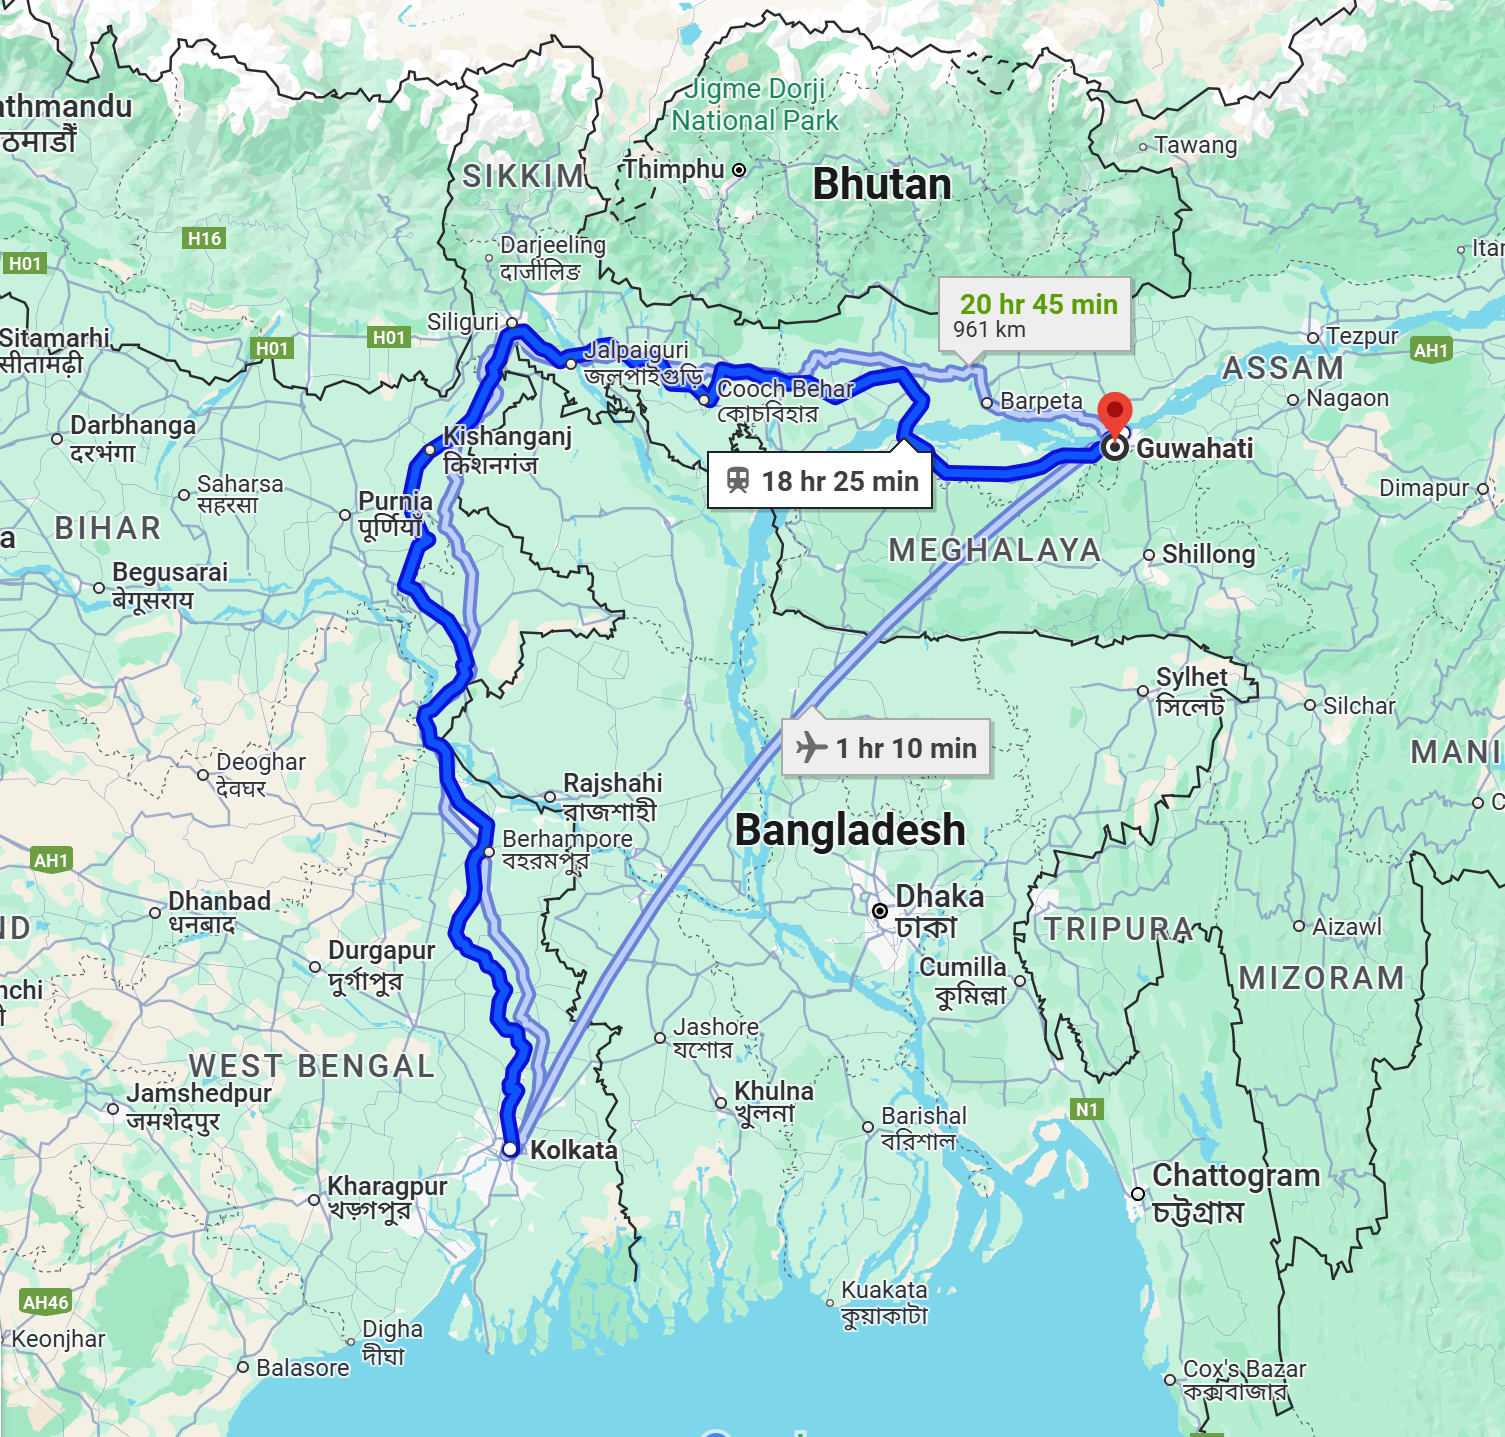 Jigme Dorji
National Park
Tawang
Thimphu
Bhutan
SIKKIM
H16
H01
Darjeeling
दार्जीलिङ
20 hr 45 min
961 km
Siliguri
H01
H01
Sitamarhi
सीतामढ़ी
Tezpur
AH1
Jalpaiguri
জলপাইগুড়ি
ASSAM
Cooch Behar
কোচবিহার
Barpeta
Nagaon
Darbhanga
दरभंगा
Kishanganj
किशनगंज
Guwahati
18 hr 25 min
Saharsa
सहरसा
Purnia
पूर्णियाँ
Dimapur
BIHAR
MEGHALAYA
Shillong
Begusarai
बेगूसराय
Sylhet
সিলেট
Silchar
1 hr 10 min
Deoghar
देवघर
Rajshahi
রাজশাহী
Bangladesh
Berhampore
বহরমপুর
AH1
Dhanbad
धनबाद
Dhaka
ঢাকা
TRIPURA
Aizawl
Durgapur
দুর্গাপুর
Cumilla
কুমিল্লা
MIZORAM
Jashore
যশোর
WEST BENGAL
Jamshedpur
जमशेदपुर
Khulna
খুলনা
Barishal
বরিশাল
N1
Kolkata
Kharagpur
খড়্গপুর
Chattogram
চট্টগ্রাম
AH46
Kuakata
কুয়াকাটা
Keonjhar
Digha
দীঘা
Balasore
Cox's Bazar
কক্সবাজার